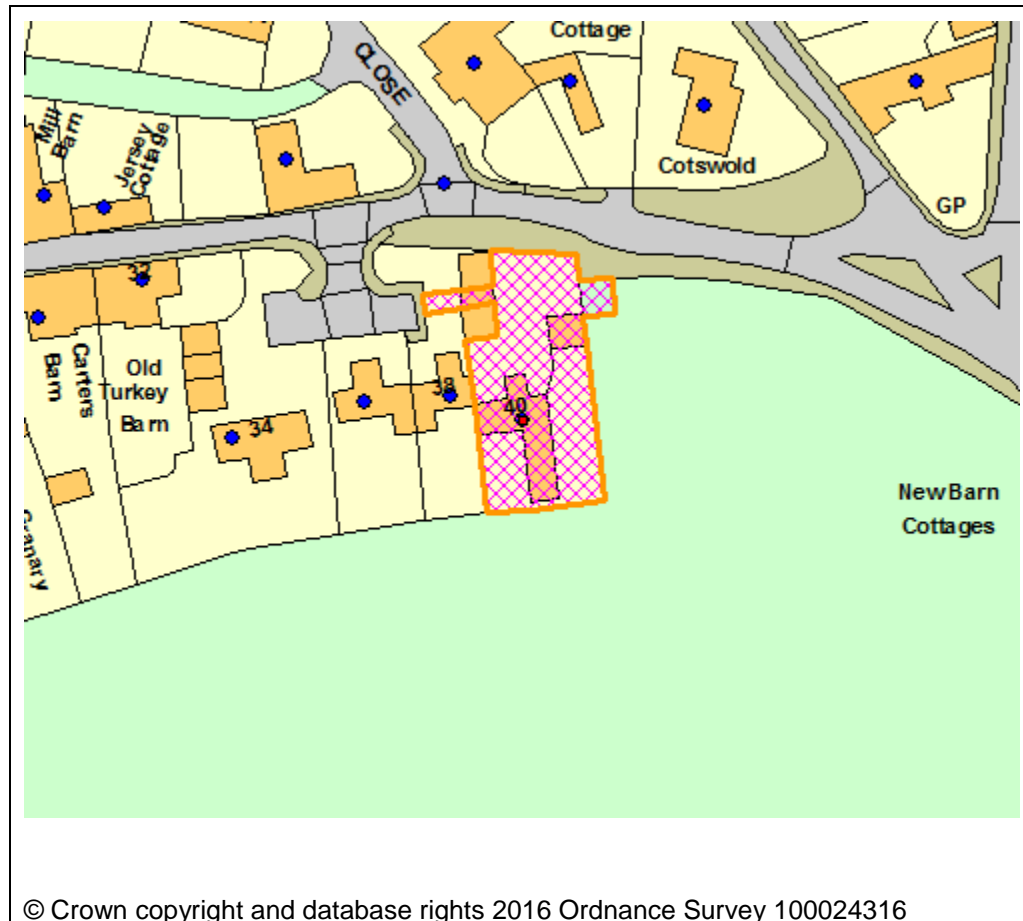 Cottage
CLOSE
Mill
Barn
Jersey
Cottage
Cotswold
GP
32
Carters
Barn
Old
Turkey
Barn
34
38
40
Granary
New Barn
Cottages
© Crown copyright and database rights 2016 Ordnance Survey 100024316